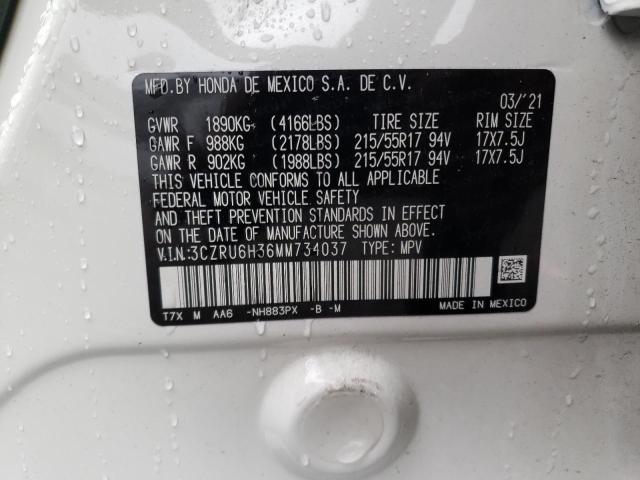 MFD. BY HONDA DE MEXICO S.A. DE C.V.
03/'21
GVWR 1890KG (4166LBS) TIRE SIZE RIM SIZE
GAWR F 988KG (2178LBS) 215/55R17 94V 17X7.5J
GAWR R 902KG (1988LBS) 215/55R17 94V 17X7.5J
THIS VEHICLE CONFORMS TO ALL APPLICABLE
FEDERAL MOTOR VEHICLE SAFETY
AND THEFT PREVENTION STANDARDS IN EFFECT
ON THE DATE OF MANUFACTURE SHOWN ABOVE.
V.I.N:3CZRU6H36MM734037 TYPE: MPV
T7X M AA6 -NH883PX -B -M MADE IN MEXICO